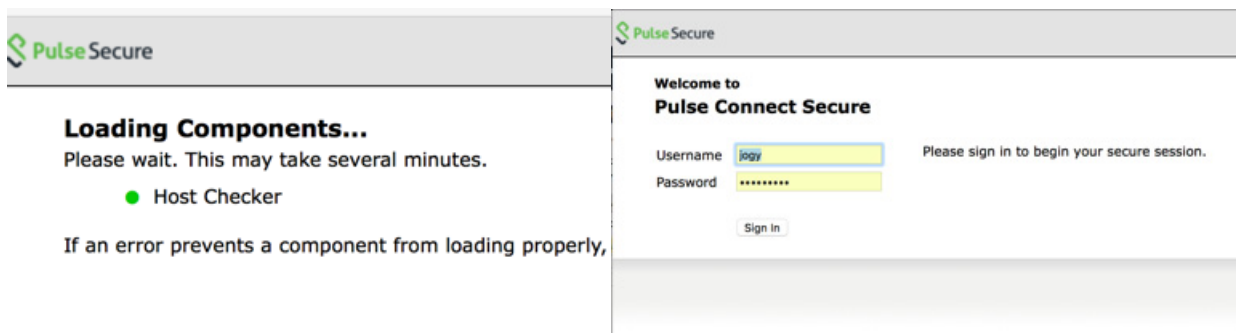 Pulse Secure
Loading Components...
Please wait. This may take several minutes.
Host Checker
If an error prevents a component from loading properly,
Pulse Secure
Welcome to
Pulse Connect Secure
Username jogy
Please sign in to begin your secure session.
Password •••••••••
Sign In